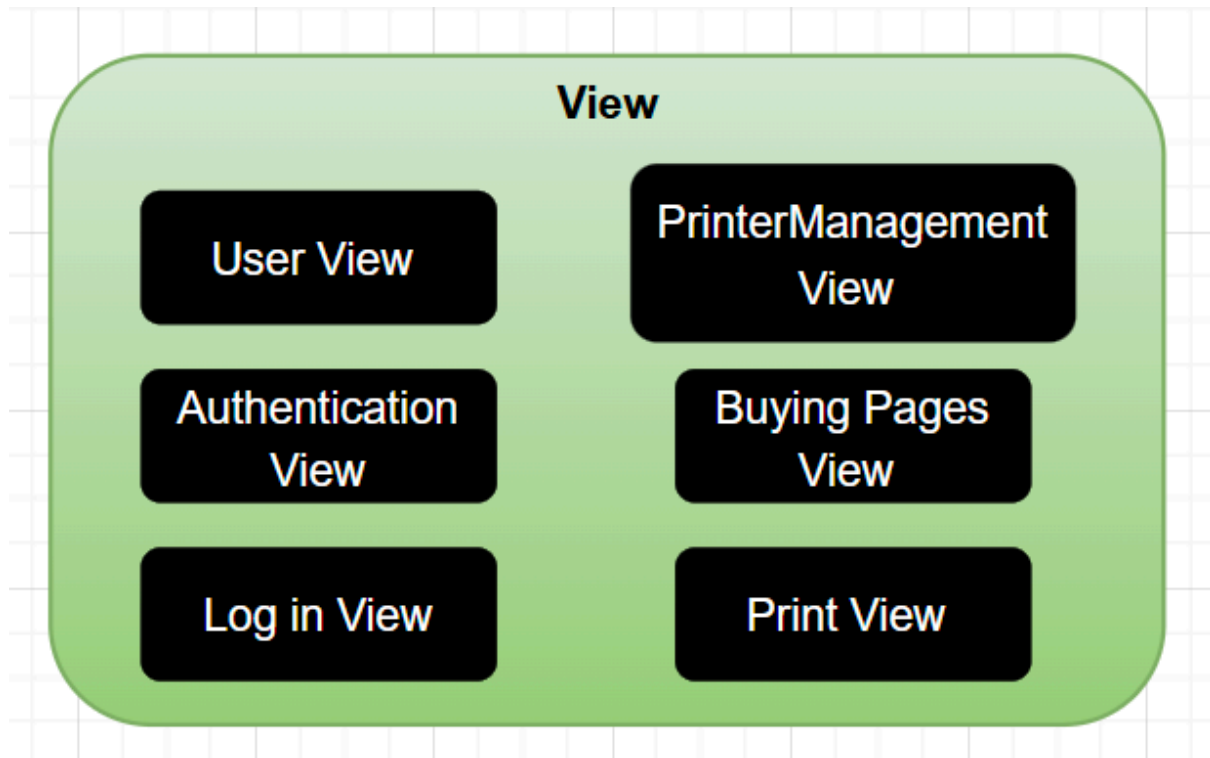 View
User View
PrinterManagement
View
Authentication
View
Buying Pages
View
Log in View
Print View